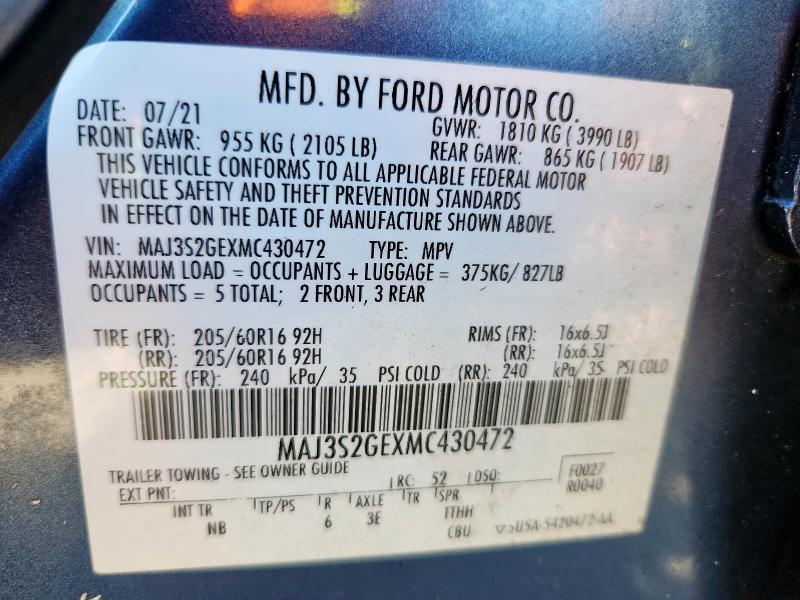 MFD. BY FORD MOTOR CO.
DATE: 07/21 GVWR: 1810 KG ( 3990 LB)
FRONT GAWR: 955 KG ( 2105 LB) REAR GAWR: 865 KG ( 1907 LB)
THIS VEHICLE CONFORMS TO ALL APPLICABLE FEDERAL MOTOR
VEHICLE SAFETY AND THEFT PREVENTION STANDARDS
IN EFFECT ON THE DATE OF MANUFACTURE SHOWN ABOVE.
VIN: MAJ3S2GEXMC430472 TYPE: MPV
MAXIMUM LOAD = OCCUPANTS + LUGGAGE = 375KG/ 827LB
OCCUPANTS = 5 TOTAL; 2 FRONT, 3 REAR
TIRE (FR): 205/60R16 92H RIMS (FR): 16x6.5J
(RR): 205/60R16 92H (RR): 16x6.5J
PRESSURE (FR): 240 kPa/ 35 PSI COLD (RR): 240 kPa/ 35 PSI COLD
MAJ3S2GEXMC430472
TRAILER TOWING - SEE OWNER GUIDE
EXT PNT: RC: 52 DSO: F0027
R0040
INT TR TP/PS R AXLE TR SPR
NB 6 3E TTHH
CBU